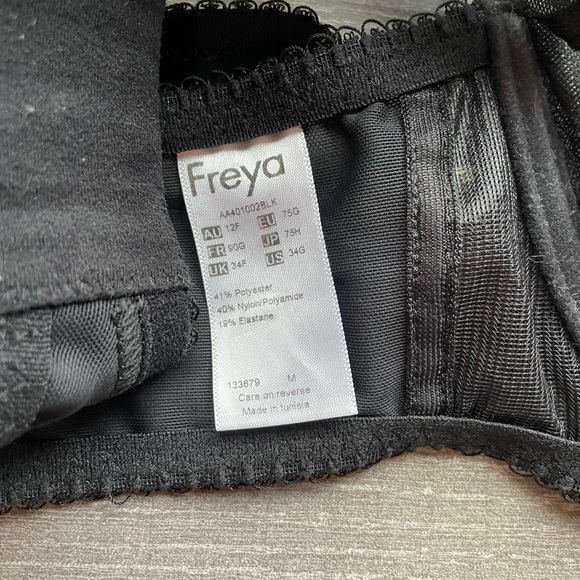 Freya
AA401002BLK
AU 12F EU 75G
FR 90G JP 75H
UK 34F US 34G
41% Polyester
40% Nylon/Polyamide
19% Elastane
133679 M
Care on reverse
Made in tunisia